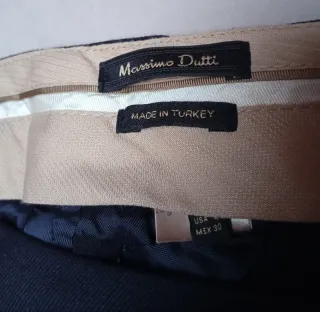 Massimo Dutti
MADE IN TURKEY
USA
MEX 30